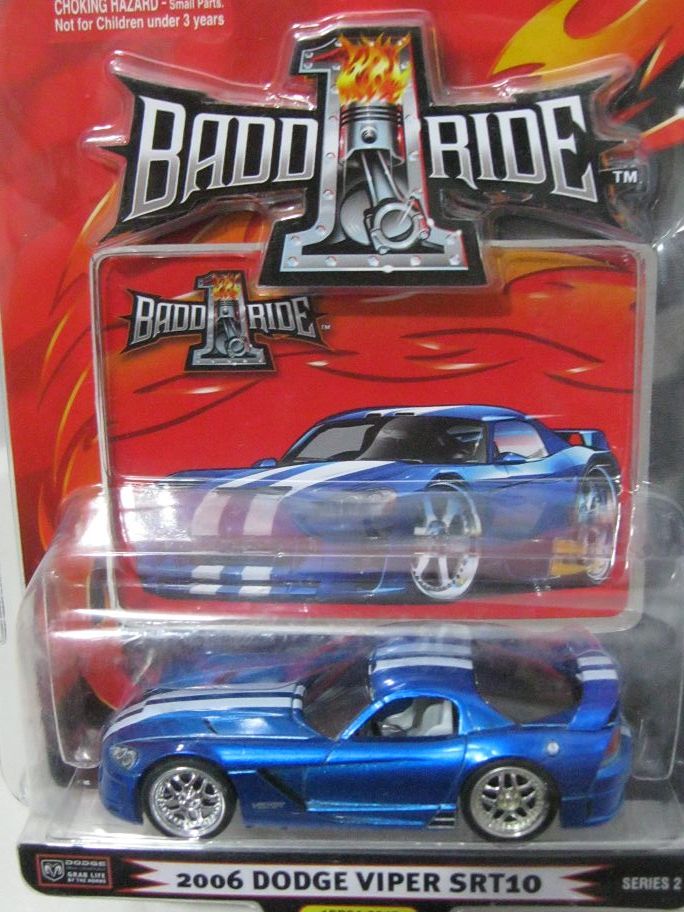 CHOKING HAZARD - Small Parts.
Not for Children under 3 years
BADD 1 RIDE TM
BADD 1 RIDE TM
DODGE
GRAB LIFE
BY THE HORNS
2006 DODGE VIPER SRT10
SERIES 2